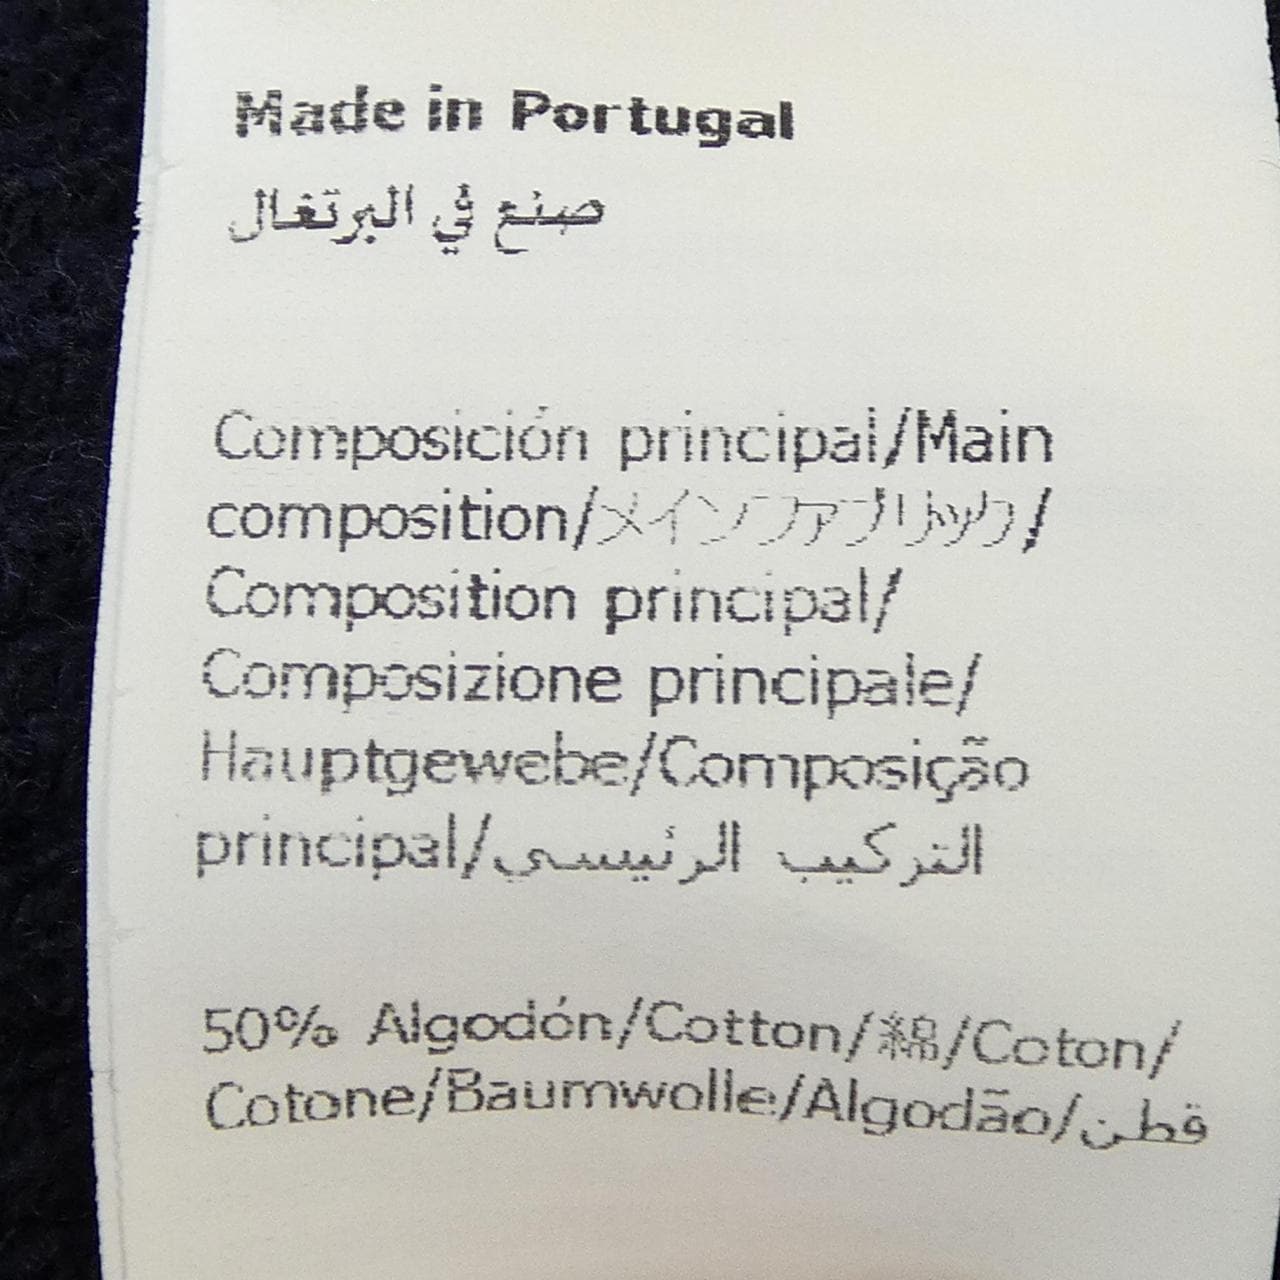 Made in Portugal
صنع في البرتغال
Composición principal/Main
composition/メインファブリック/
Composition principal/
Composizione principale/
Hauptgewebe/Composição
principal/التركيب الرئيسي
50% Algodón/Cotton/綿/Coton/
Cotone/Baumwolle/Algodão/قطن